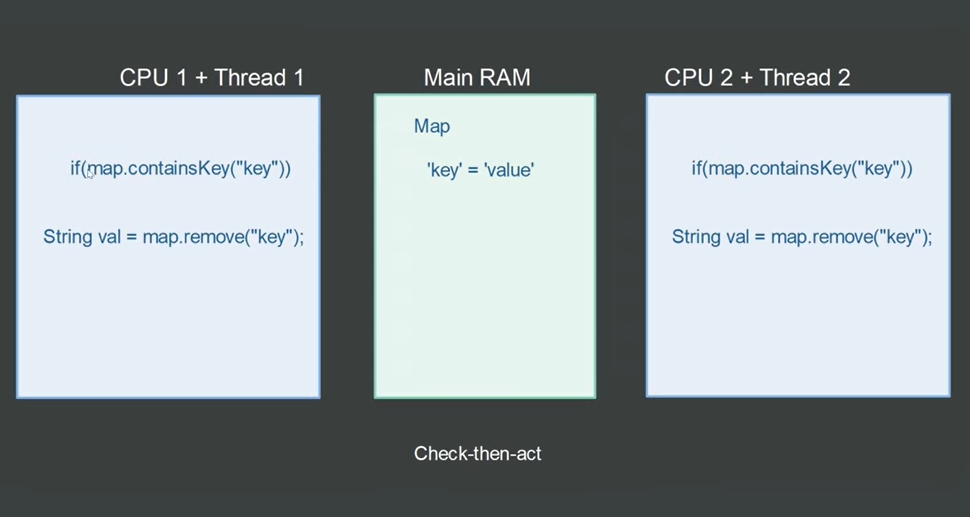 CPU 1 + Thread 1
if(map.containsKey("key"))
String val = map.remove("key");
Main RAM
Map
'key' = 'value'
CPU 2 + Thread 2
if(map.containsKey("key"))
String val = map.remove("key");
Check-then-act